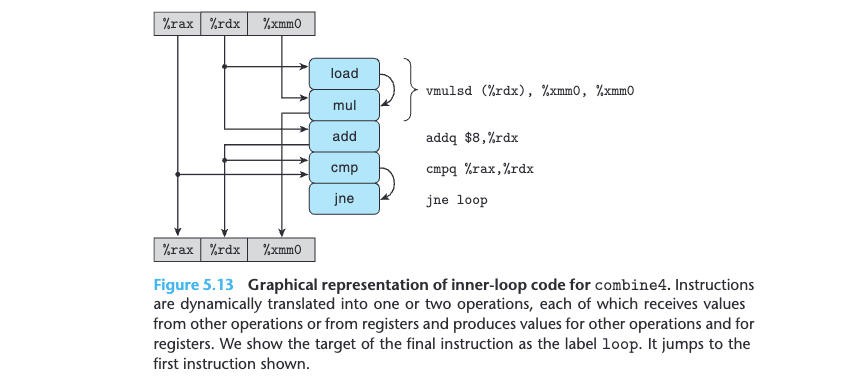 %rax %rdx %xmm0
load
mul
vmulsd (%rdx), %xmm0, %xmm0
add
addq $8,%rdx
cmp
cmpq %rax,%rdx
jne
jne loop
%rax %rdx %xmm0
Figure 5.13 Graphical representation of inner-loop code for combine4. Instructions
are dynamically translated into one or two operations, each of which receives values
from other operations or from registers and produces values for other operations and for
registers. We show the target of the final instruction as the label loop. It jumps to the
first instruction shown.